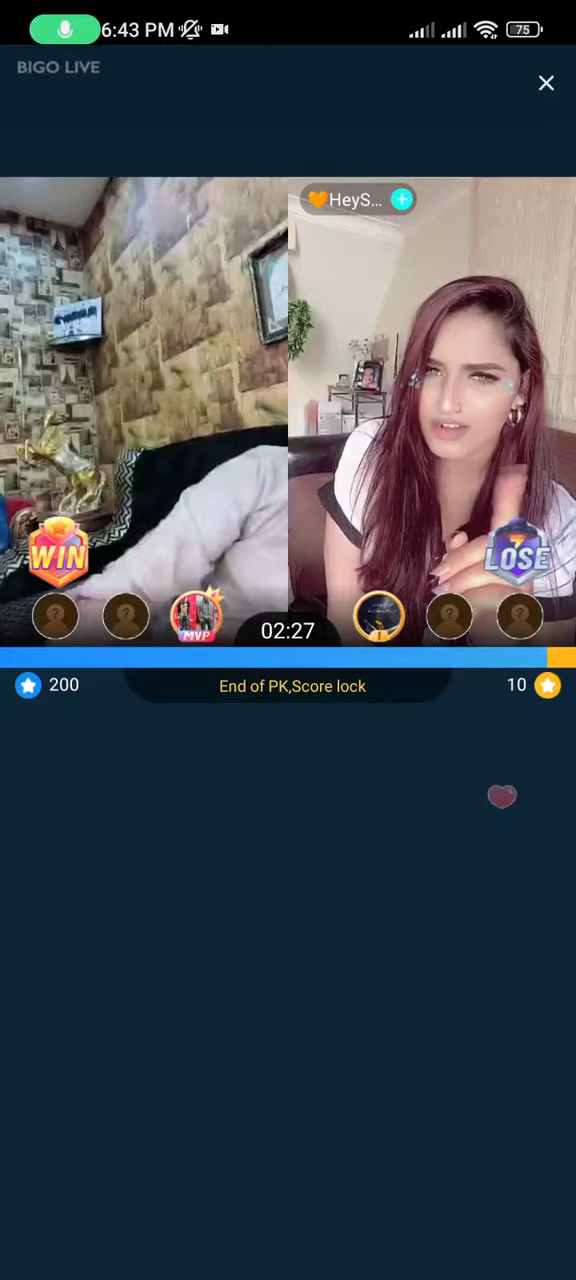 6:43 PM
75
BIGO LIVE
🧡HeyS...
WIN
LOSE
MVP
1
02:27
200
End of PK,Score lock
10